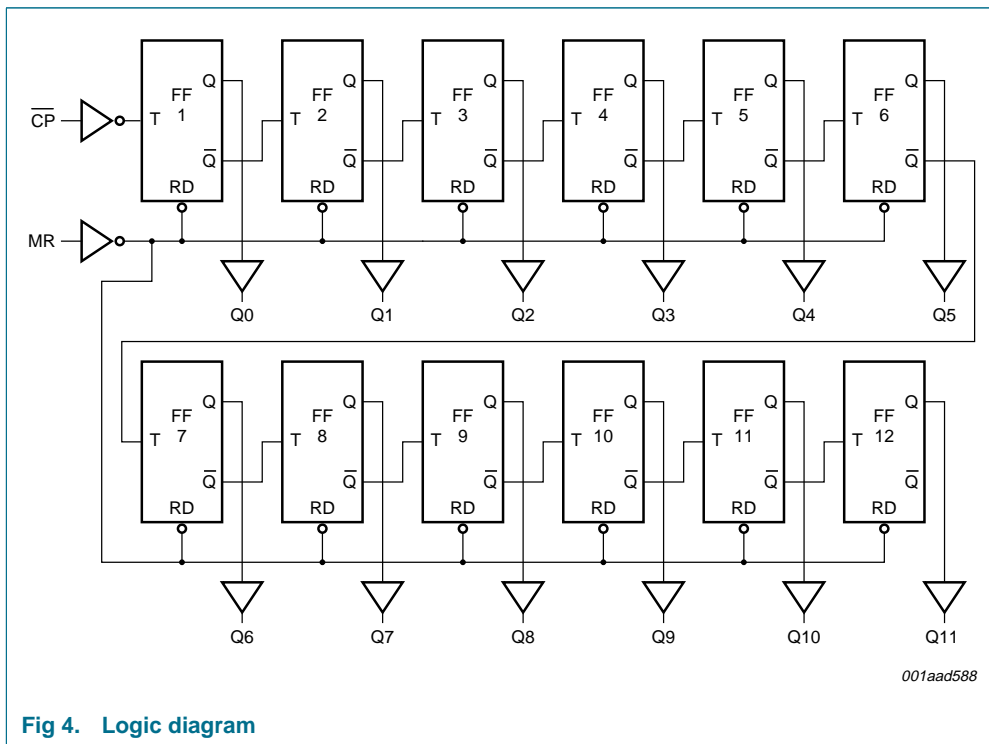 Q Q Q Q Q Q
FF FF FF FF FF FF
C̅P̅ T 1 T 2 T 3 T 4 T 5 T 6
Q̅ Q̅ Q̅ Q̅ Q̅ Q̅
RD RD RD RD RD RD
MR
Q0 Q1 Q2 Q3 Q4 Q5
Q Q Q Q Q Q
FF FF FF FF FF FF
T 7 T 8 T 9 T 10 T 11 T 12
Q̅ Q̅ Q̅ Q̅ Q̅ Q̅
RD RD RD RD RD RD
Q6 Q7 Q8 Q9 Q10 Q11
001aad588
Fig 4. Logic diagram